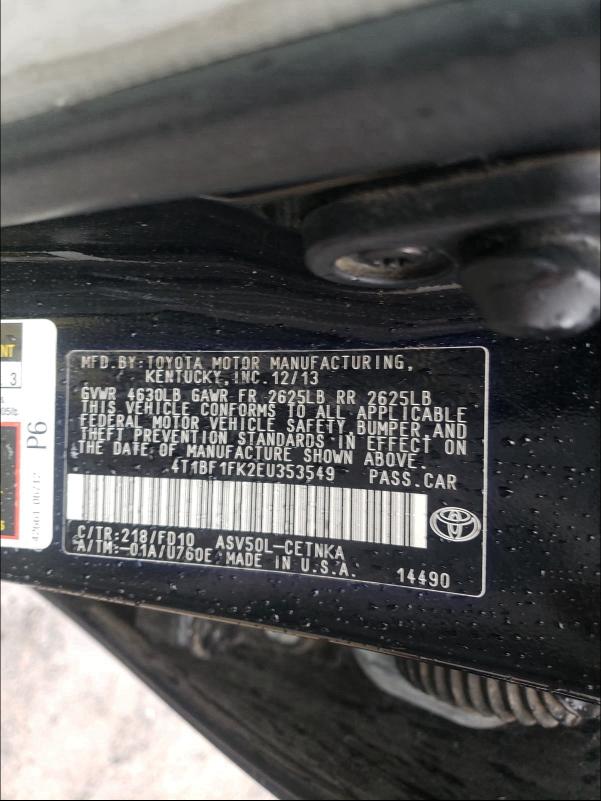 MFD.BY:TOYOTA MOTOR MANUFACTURING,
KENTUCKY, INC. 12/13
GVWR 4630LB GAWR FR 2625LB RR 2625LB
THIS VEHICLE CONFORMS TO ALL APPLICABLE
FEDERAL MOTOR VEHICLE SAFETY, BUMPER, AND
THEFT PREVENTION STANDARDS IN EFFECT ON
THE DATE OF MANUFACTURE SHOWN ABOVE.
4T1BF1FK2EU353549 PASS.CAR
C/TR:218/FD10 ASV50L-CETNKA
A/TM:-01A/U760E MADE IN U.S.A.
14490
3
P6